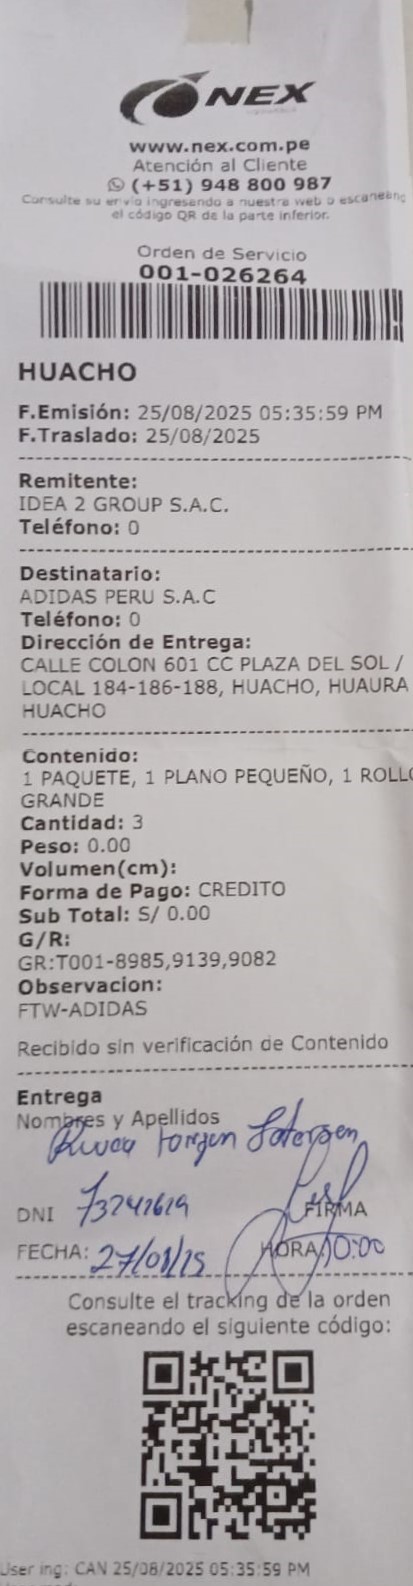 NEX
www.nex.com.pe
Atención al Cliente
(+51) 948 800 987
Consulte su envío ingresando a nuestra web o escaneando
el código QR de la parte inferior.
Orden de Servicio
001-026264
HUACHO
F.Emisión: 25/08/2025 05:35:59 PM
F.Traslado: 25/08/2025
Remitente:
IDEA 2 GROUP S.A.C.
Teléfono: 0
Destinatario:
ADIDAS PERU S.A.C
Teléfono: 0
Dirección de Entrega:
CALLE COLON 601 CC PLAZA DEL SOL /
LOCAL 184-186-188, HUACHO, HUAURA
HUACHO
Contenido:
1 PAQUETE, 1 PLANO PEQUEÑO, 1 ROLLO
GRANDE
Cantidad: 3
Peso: 0.00
Volumen(cm):
Forma de Pago: CREDITO
Sub Total: S/ 0.00
G/R:
GR:T001-8985,9139,9082
Observacion:
FTW-ADIDAS
Recibido sin verificación de Contenido
Entrega
Nombres y Apellidos
DNI 73241619
FIRMA
FECHA: 27/08/25 HORA 10:00
Consulte el tracking de la orden
escaneando el siguiente código:
User ing: CAN 25/08/2025 05:35:59 PM